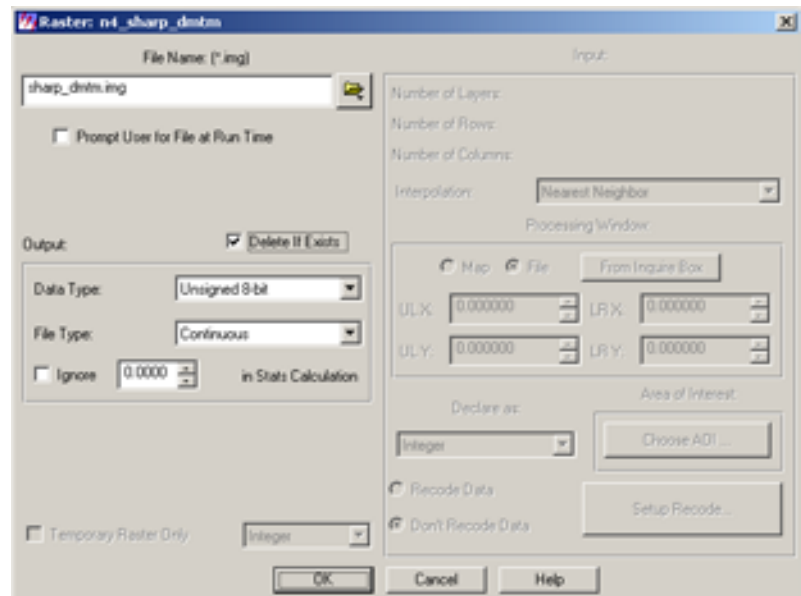 Raster: n4_sharp_dmtm
File Name: (*.img)
sharp_dmtm.img
Prompt User for File at Run Time
Output:
Delete If Exists
Data Type:
Unsigned 8-bit
File Type:
Continuous
Ignore
0.0000
in Stats Calculation
Temporary Raster Only
Integer
Input:
Number of Layers:
Number of Rows:
Number of Columns:
Interpolation:
Nearest Neighbor
Processing Window:
Map
File
From Inquire Box
ULX:
0.000000
LRX:
0.000000
ULY:
0.000000
LRY:
0.000000
Declare as:
Integer
Area of Interest:
Choose AOI ...
Recode Data
Don't Recode Data
Setup Recode...
OK
Cancel
Help